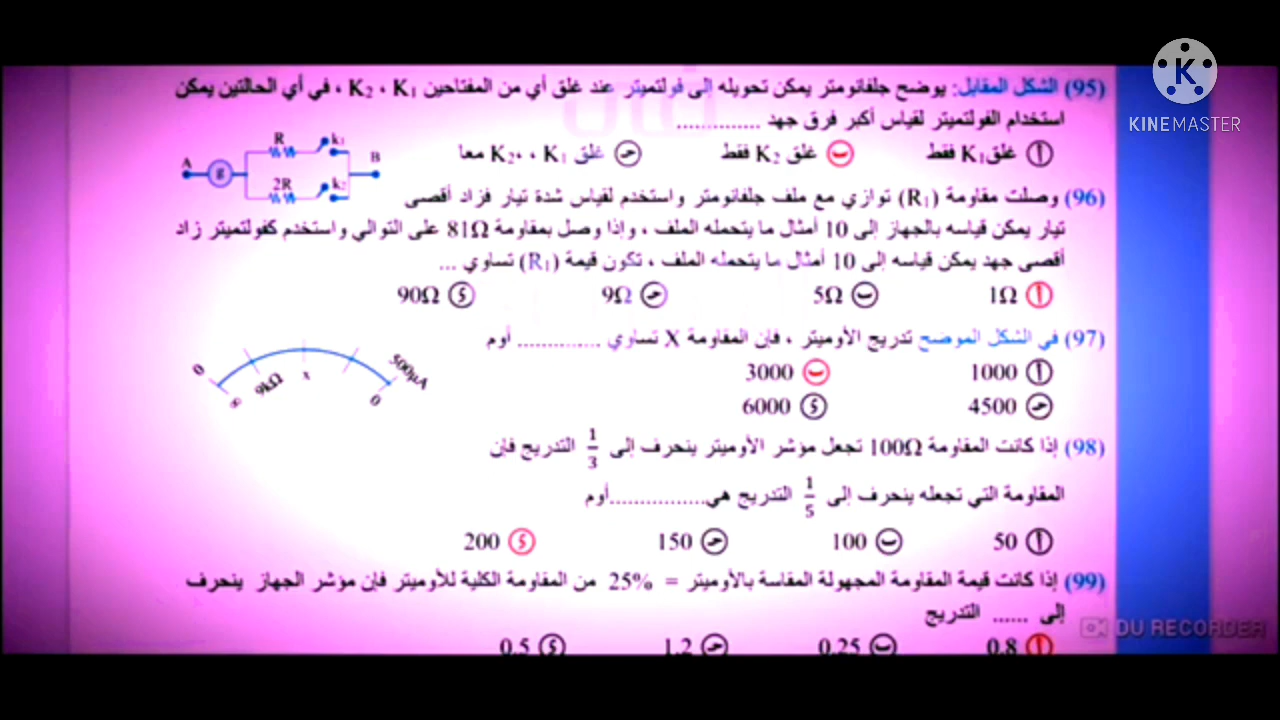 (95) الشكل المقابل: يوضح جلفانومتر يمكن تحويله إلى فولتميتر عند غلق أي من المفتاحين K₂ ، K₁ ، في أي الحالتين يمكن
استخدام الفولتميتر لقياس أكبر فرق جهد ..............
أ غلق K₁ فقط ب غلق K₂ فقط حـ غلق K₂ ، K₁ معا
A g R k₁ 2R k₂ B
(96) وصلت مقاومة (R₁) توازي مع ملف جلفانومتر واستخدم لقياس شدة تيار فزاد أقصى
تيار يمكن قياسه بالجهاز إلى 10 أمثال ما يتحمله الملف ، وإذا وصل بمقاومة 81Ω على التوالي واستخدم كفولتميتر زاد
أقصى جهد يمكن قياسه إلى 10 أمثال ما يتحمله الملف ، تكون قيمة (R₁) تساوي ...
أ 1Ω ب 5Ω حـ 9Ω ء 90Ω
(97) في الشكل الموضح تدريج الأوميتر ، فإن المقاومة X تساوي .............. أوم
أ 1000 ب 3000
حـ 4500 ء 6000
0 500μA
∞ 9kΩ x 0
(98) إذا كانت المقاومة 100Ω تجعل مؤشر الأوميتر ينحرف إلى 1/3 التدريج فإن
المقاومة التي تجعله ينحرف إلى 1/5 التدريج هي................أوم
أ 50 ب 100 حـ 150 ء 200
(99) إذا كانت قيمة المقاومة المجهولة المقاسة بالأوميتر = 25% من المقاومة الكلية للأوميتر فإن مؤشر الجهاز ينحرف
إلى ...... التدريج
أ 0.8 ب 0.25 حـ 1.2 ء 0.5
K
KINEMASTER
DU RECORDER